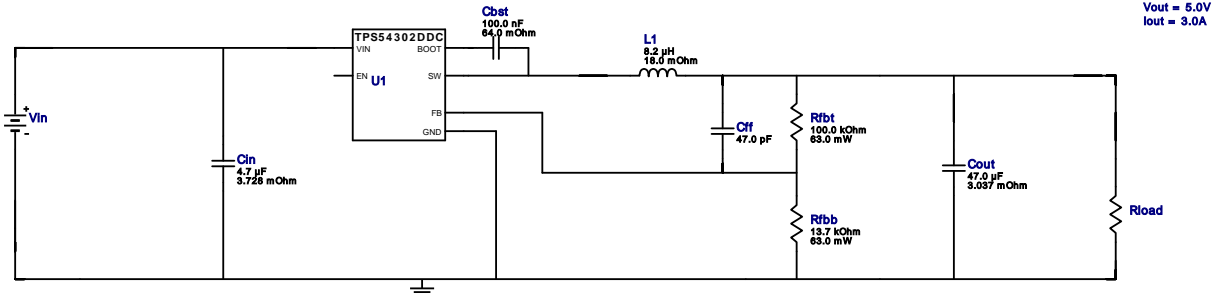 Vout = 5.0V
Iout = 3.0A
Cbst
100.0 nF
64.0 mOhm
TPS54302DDC
VIN
BOOT
EN
U1
SW
FB
GND
L1
8.2 µH
18.0 mOhm
+
Vin
-
Cin
4.7 µF
3.728 mOhm
Cff
47.0 pF
Rfbt
100.0 kOhm
63.0 mW
Cout
47.0 µF
3.037 mOhm
Rfbb
13.7 kOhm
63.0 mW
Rload